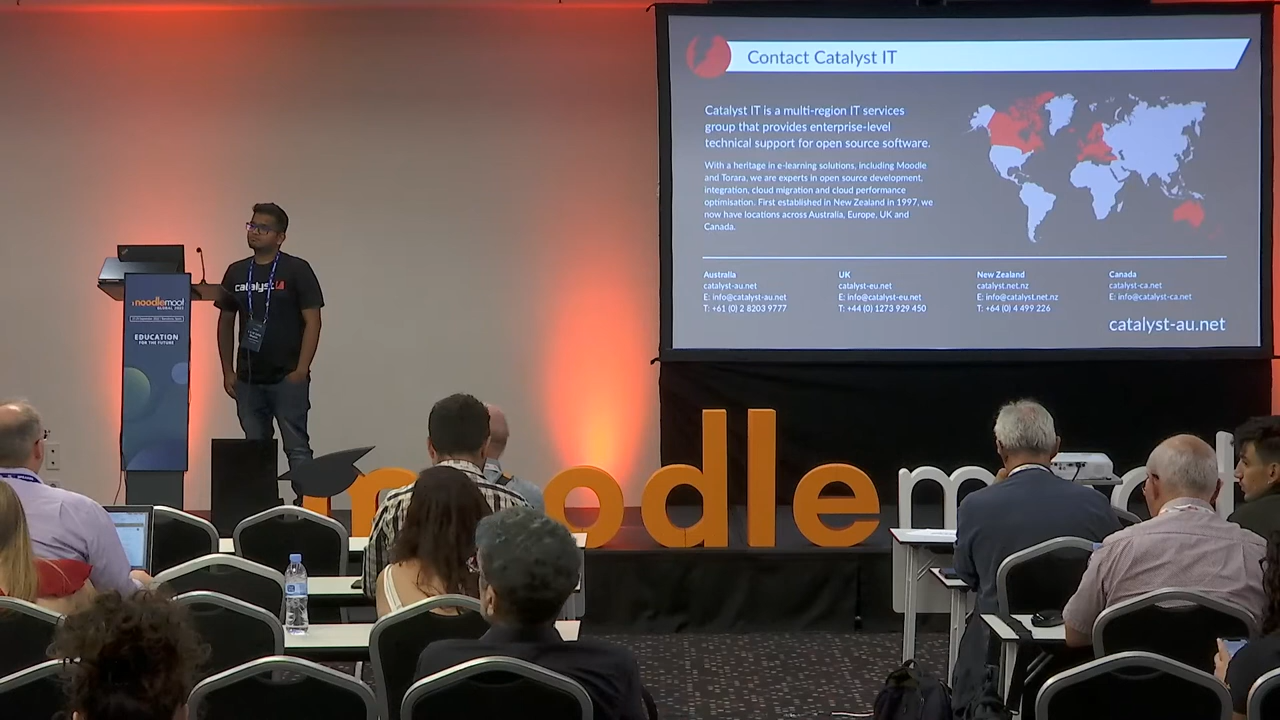 Contact Catalyst IT
Catalyst IT is a multi-region IT services
group that provides enterprise-level
technical support for open source software.
With a heritage in e-learning solutions, including Moodle
and Torara, we are experts in open source development,
integration, cloud migration and cloud performance
optimisation. First established in New Zealand in 1997, we
now have locations across Australia, Europe, UK and
Canada.
Australia
catalyst-au.net
E: info@catalyst-au.net
T: +61 (0) 2 8203 9777
UK
catalyst-eu.net
E: info@catalyst-eu.net
T: +44 (0) 1273 929 450
New Zealand
catalyst.net.nz
E: info@catalyst.net.nz
T: +64 (0) 4 499 226
Canada
catalyst-ca.net
E: info@catalyst-ca.net
catalyst-au.net
catalyst
moodlemoot
EDUCATION
FOR THE FUTURE
moodle